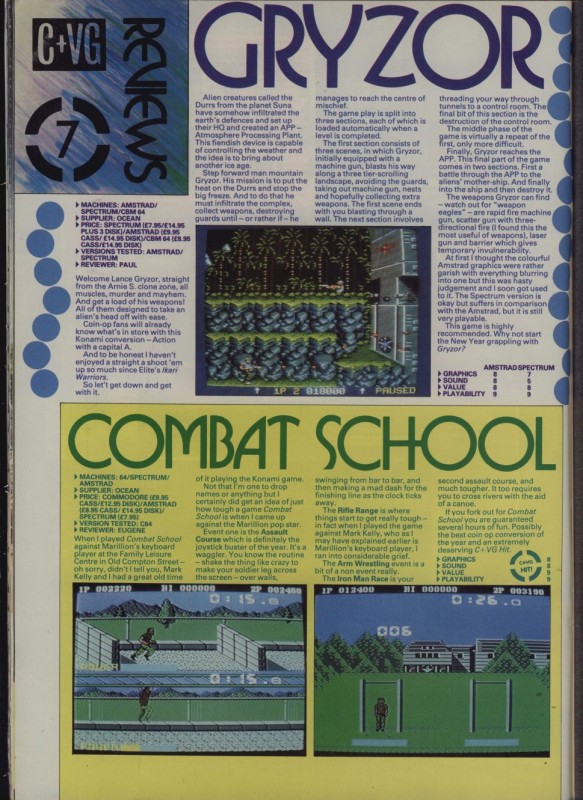 C+VG
REVIEWS
7
GRYZOR
MACHINES: AMSTRAD/
SPECTRUM/CBM 64
SUPPLIER: OCEAN
PRICE: SPECTRUM (£7.95/£14.95
PLUS 3 DISK)/AMSTRAD (£9.95
CASS/£14.95 DISK)/CBM 64 (£8.95
CASS/£14.95 DISK)
VERSIONS TESTED: AMSTRAD/
SPECTRUM
REVIEWER: PAUL
Welcome Lance Gryzor, straight
from the Arnie S. clone zone, all
muscles, murder and mayhem.
And get a load of his weapons!
All of them designed to take an
alien's head off with ease.
Coin-op fans will already
know what's in store with this
Konami conversion – Action
with a capital A.
And to be honest I haven't
enjoyed a straight a shoot 'em
up so much since Elite's Ikari
Warriors.
So let's get down and get
with it.
Alien creatures called the
Durrs from the planet Suna
have somehow infiltrated the
earth's defences and set up
their HQ and created an APP –
Atmosphere Processing Plant.
This fiendish device is capable
of controlling the weather and
the idea is to bring about
another ice age.
Step forward man mountain
Gryzor. His mission is to put the
heat on the Durrs and stop the
big freeze. And to do that he
must infiltrate the complex,
collect weapons, destroying
guards until – or rather if – he
manages to reach the centre of
mischief.
The game play is split into
three sections, each of which is
loaded automatically when a
level is completed.
The first section consists of
three scenes, in which Gryzor,
initially equipped with a
machine gun, blasts his way
along a three tier-scrolling
landscape, avoiding the guards,
taking out machine gun, nests
and hopefully collecting extra
weapons. The first scene ends
with you blasting through a
wall. The next section involves
threading your way through
tunnels to a control room. The
final bit of this section is the
destruction of the control room.
The middle phase of the
game is virtually a repeat of the
first, only more difficult.
Finally, Gryzor reaches the
APP. This final part of the game
comes in two sections. First a
battle through the APP to the
aliens' mother-ship. And finally
into the ship and then destroy it.
The weapons Gryzor can find
– watch out for "weapon
eagles" – are rapid fire machine
gun, scatter gun with three-
directional fire (I found this the
most useful of weapons), laser
gun and barrier which gives
temporary invulnerability.
At first I thought the colourful
Amstrad graphics were rather
garish with everything blurring
into one but this was hasty
judgement and I soon got used
to it. The Spectrum version is
okay but suffers in comparison
with the Amstrad, but it is still
very playable.
This game is highly
recommended. Why not start
the New Year grappling with
Gryzor?
AMSTRAD SPECTRUM
GRAPHICS 8 7
SOUND 8 5
VALUE 8 8
PLAYABILITY 9 9
1P 2 018000 PAUSED
COMBAT SCHOOL
MACHINES: 64/SPECTRUM/
AMSTRAD
SUPPLIER: OCEAN
PRICE: COMMODORE (£8.95
CASS/£12.95 DISK)/AMSTRAD
(£8.95 CASS/ £14.95 DISK)/
SPECTRUM (£7.95)
VERSION TESTED: C64
REVIEWER: EUGENE
When I played Combat School
against Marillion's keyboard
player at the Family Leisure
Centre in Old Compton Street –
oh sorry, didn't I tell you, Mark
Kelly and I had a great old time
of it playing the Konami game.
Not that I'm one to drop
names or anything but I
certainly did get an idea of just
how tough a game Combat
School is when I came up
against the Marillion pop star.
Event one is the Assault
Course which is definitely the
joystick buster of the year. It's a
waggler. You know the routine
– shake the thing like crazy to
make your soldier leg across
the screen – over walls,
swinging from bar to bar, and
then making a mad dash for the
finishing line as the clock ticks
away.
The Rifle Range is where
things start to get really tough –
in fact when I played the game
against Mark Kelly, who as I
may have explained earlier is
Marillion's keyboard player, I
ran into considerable grief.
The Arm Wrestling event is a
bit of a non event really.
The Iron Man Race is your
second assault course, and
much tougher. It too requires
you to cross rivers with the aid
of a canoe.
If you fork out for Combat
School you are guaranteed
several hours of fun. Possibly
the best coin op conversion of
the year and an extremely
deserving C+VG Hit.
GRAPHICS 8
SOUND 8
VALUE 9
PLAYABILITY 9
C+VG
HIT!
1P 002220 HI 000000 2P 002460
0:15.
POWER
0:15.
POWER
1P 012400 HI 000000 2P 003190
0:26.
006